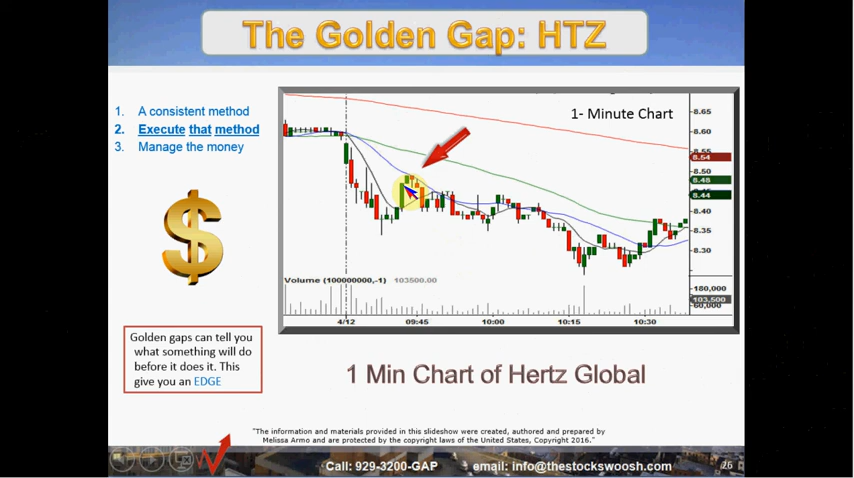 The Golden Gap: HTZ
1. A consistent method
2. Execute that method
3. Manage the money
$
Golden gaps can tell you
what something will do
before it does it. This
give you an EDGE
1- Minute Chart
8.65
8.60
8.55
8.54
8.50
8.48
8.44
8.40
8.35
8.30
Volume (100000000,-1) 103500.00
180,000
103,500
60,000
4/12 09:45 10:00 10:15 10:30
1 Min Chart of Hertz Global
"The information and materials provided in this slideshow were created, authored and prepared by
Melissa Armo and are protected by the copyright laws of the United States, Copyright 2016."
Call: 929-3200-GAP email: info@thestockswoosh.com
26